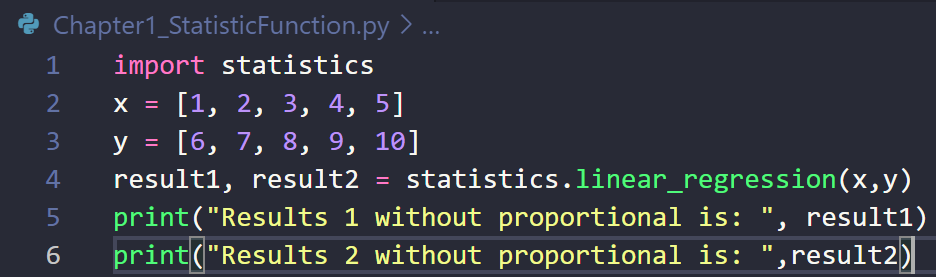 Chapter1_StatisticFunction.py > ...
1 import statistics
2 x = [1, 2, 3, 4, 5]
3 y = [6, 7, 8, 9, 10]
4 result1, result2 = statistics.linear_regression(x,y)
5 print("Results 1 without proportional is: ", result1)
6 print("Results 2 without proportional is: ",result2)